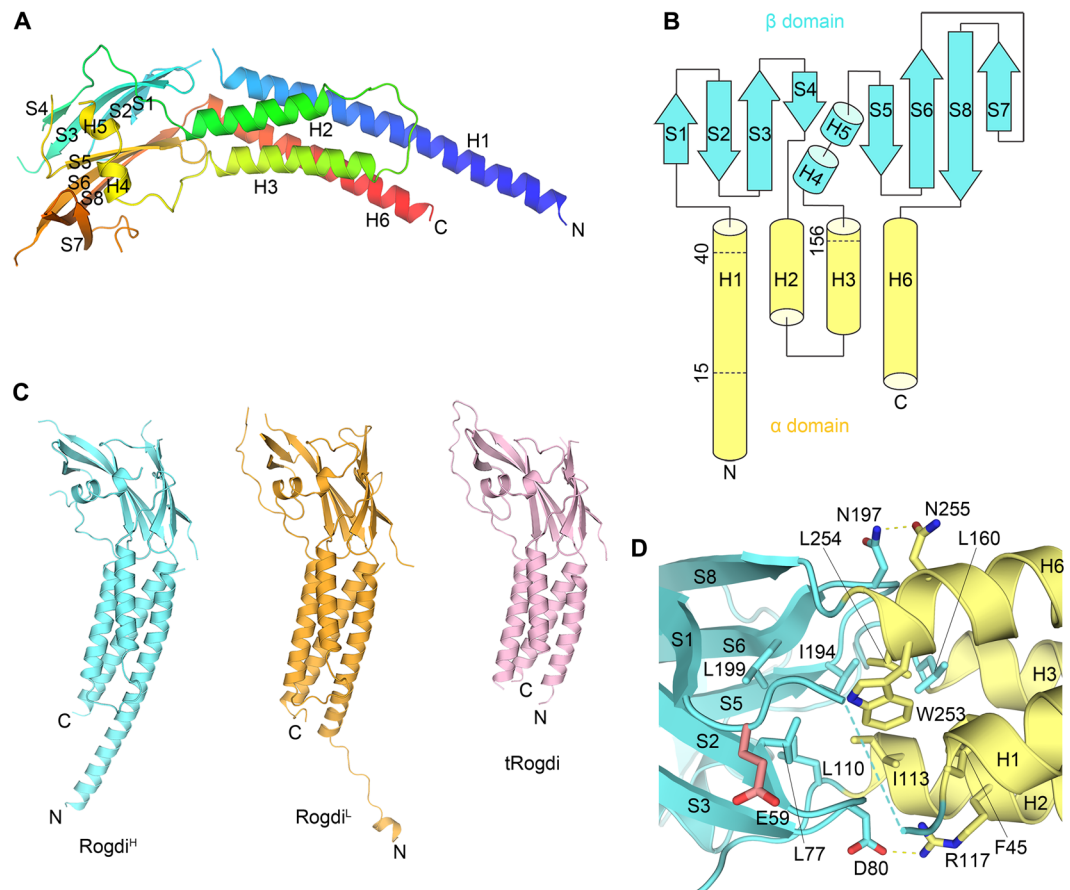 A
S4
S2
S1
H5
S3
S5
S6
S8
H4
S7
H2
H3
H1
H6
C
N
B
β domain
S1
S2
S3
S4
H5
H4
S5
S6
S8
S7
40
15
156
H1
H2
H3
H6
C
N
α domain
C
C
N
Rogdiᴴ
C
N
Rogdiᴸ
C
N
tRogdi
D
N197
N255
L254
L160
S8
H6
S1
S6
I194
L199
H3
S5
W253
S2
H1
L110
I113
H2
S3
E59
L77
D80
R117
F45